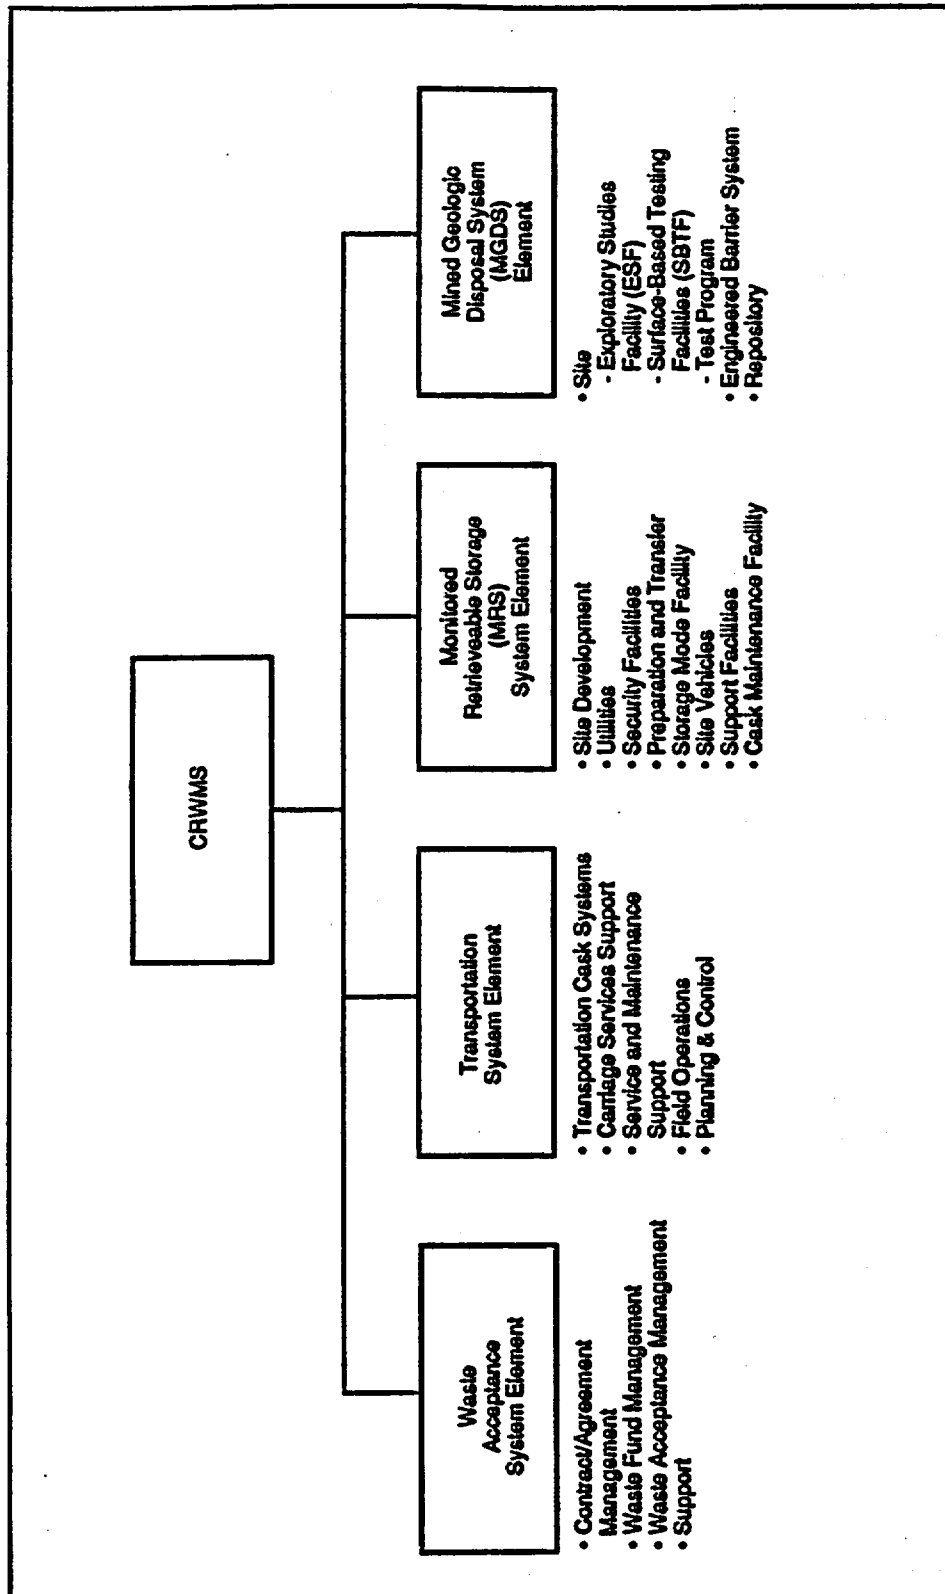 CRWMS
Waste
Acceptance
System Element
• Contract/Agreement
Management
• Waste Fund Management
• Waste Acceptance Management
• Support
Transportation
System Element
• Transportation Cask Systems
• Carriage Services Support
• Service and Maintenance
Support
• Field Operations
• Planning & Control
Monitored
Retrieveable Storage
(MRS)
System Element
• Site Development
• Utilities
• Security Facilities
• Preparation and Transfer
• Storage Mode Facility
• Site Vehicles
• Support Facilities
• Cask Maintenance Facility
Mined Geologic
Disposal System
(MGDS)
Element
• Site
- Exploratory Studies
Facility (ESF)
- Surface-Based Testing
Facilities (SBTF)
- Test Program
• Engineered Barrier System
• Repository